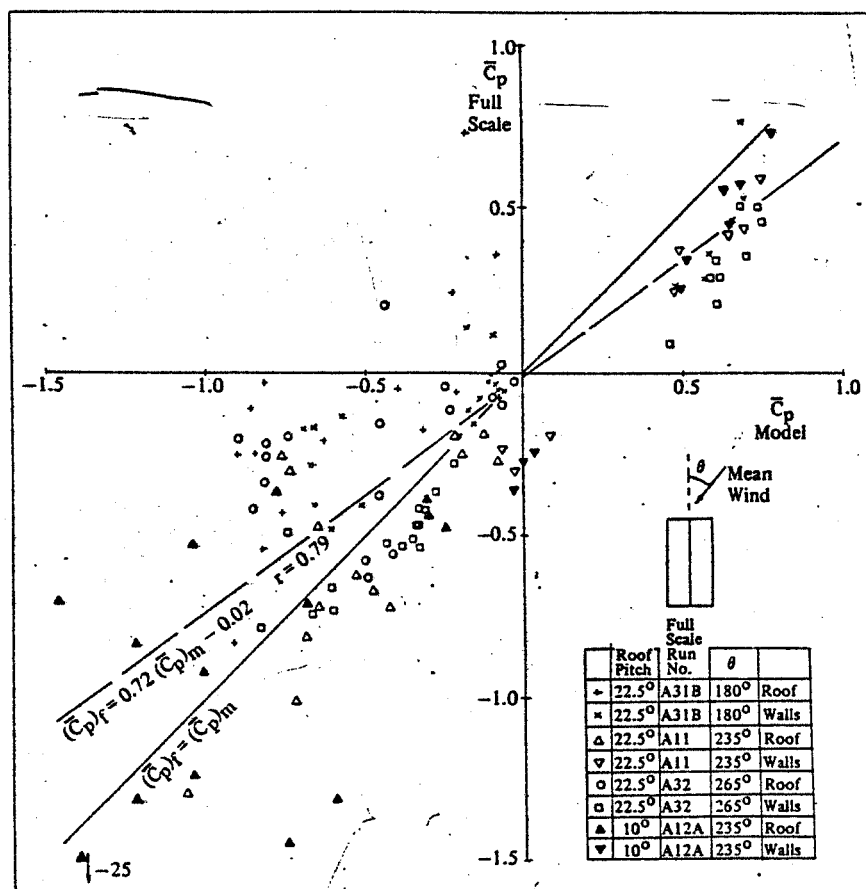 1.0
C̄p
Full
Scale
0.5
-1.5
-1.0
-0.5
0.5
1.0
C̄p
Model
θ
Mean
Wind
-0.5
r = 0.79
(C̄p)f = 0.72 (C̄p)m - 0.02
(C̄p)f = (C̄p)m
-1.0
-1.5
-25
Full
Scale
Roof Pitch Run No. θ
+ 22.5° A31B 180° Roof
× 22.5° A31B 180° Walls
△ 22.5° A11 235° Roof
▽ 22.5° A11 235° Walls
○ 22.5° A32 265° Roof
□ 22.5° A32 265° Walls
▲ 10° A12A 235° Roof
▼ 10° A12A 235° Walls